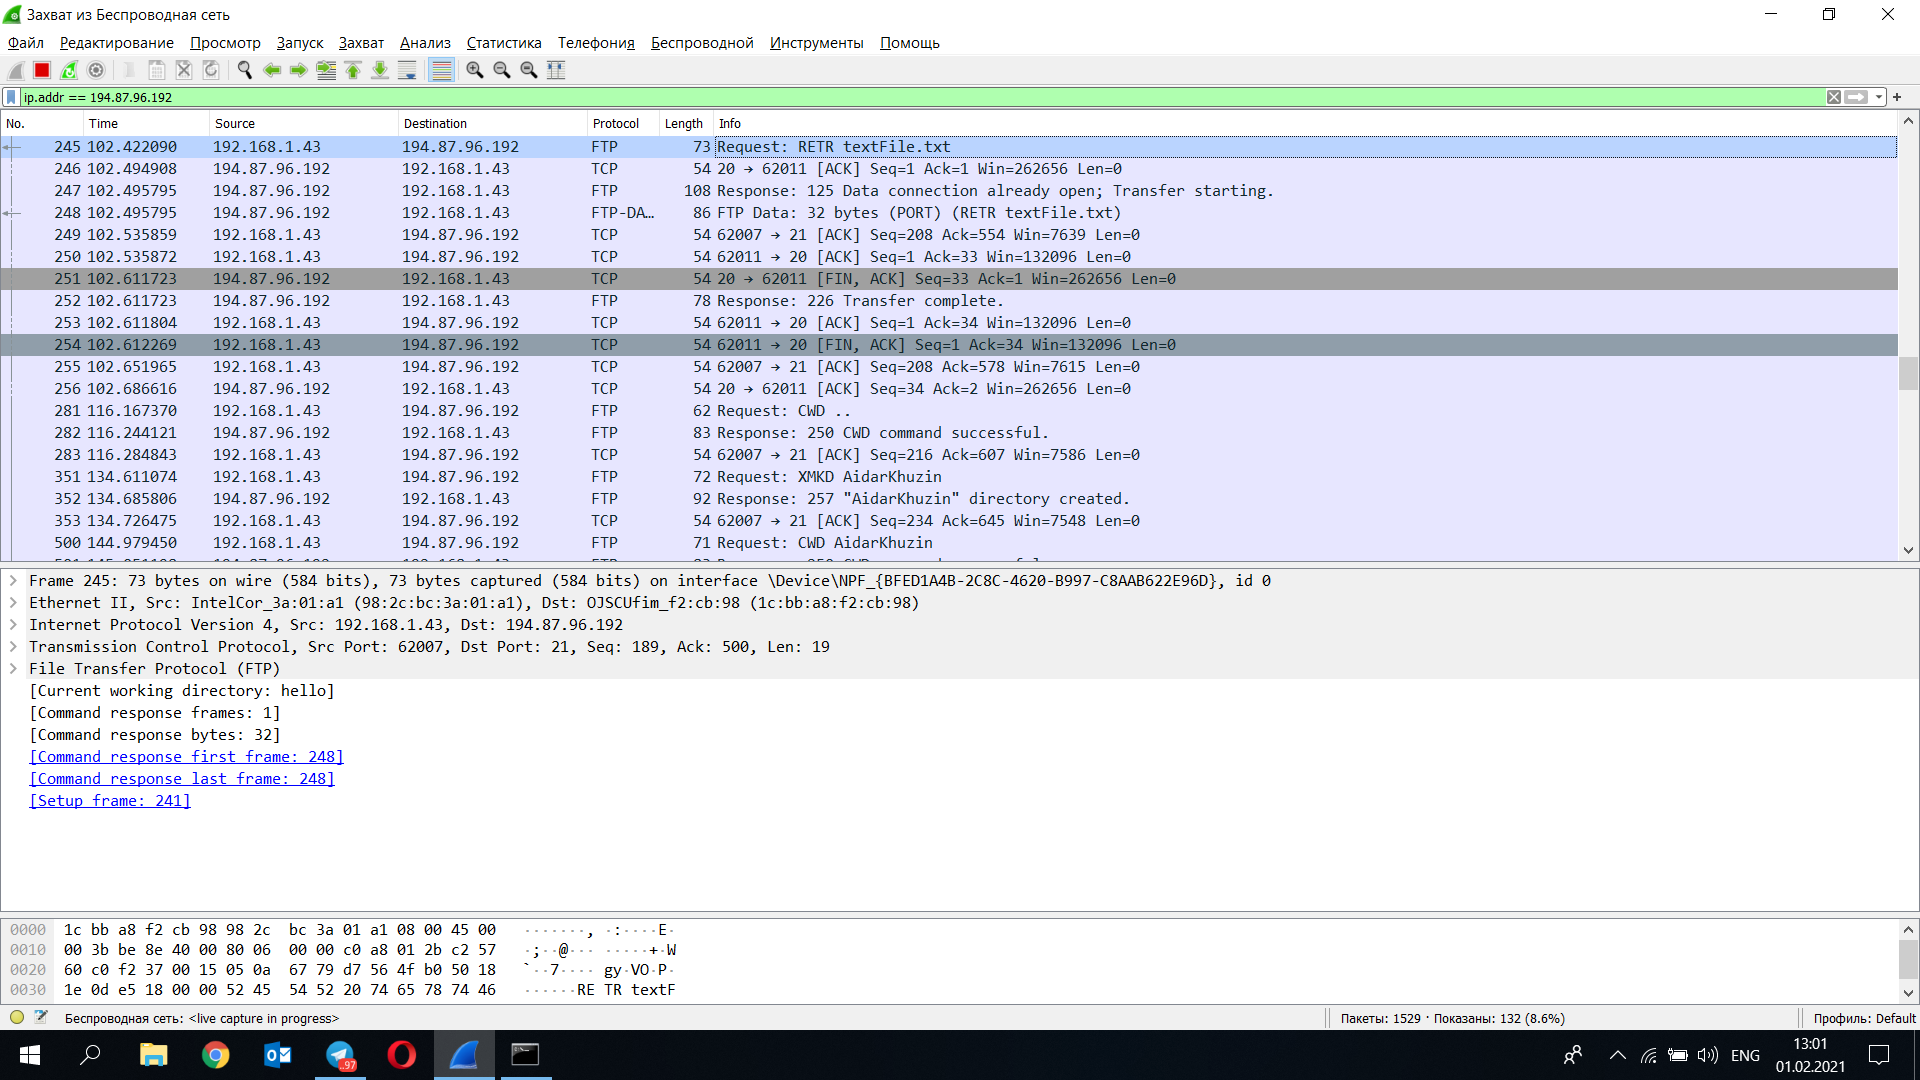 Захват из Беспроводная сеть
Файл Редактирование Просмотр Запуск Захват Анализ Статистика Телефония Беспроводной Инструменты Помощь
ip.addr == 194.87.96.192
No. Time Source Destination Protocol Length Info
245 102.422090 192.168.1.43 194.87.96.192 FTP 73 Request: RETR textFile.txt
246 102.494908 194.87.96.192 192.168.1.43 TCP 54 20 → 62011 [ACK] Seq=1 Ack=1 Win=262656 Len=0
247 102.495795 194.87.96.192 192.168.1.43 FTP 108 Response: 125 Data connection already open; Transfer starting.
248 102.495795 194.87.96.192 192.168.1.43 FTP-DA… 86 FTP Data: 32 bytes (PORT) (RETR textFile.txt)
249 102.535859 192.168.1.43 194.87.96.192 TCP 54 62007 → 21 [ACK] Seq=208 Ack=554 Win=7639 Len=0
250 102.535872 192.168.1.43 194.87.96.192 TCP 54 62011 → 20 [ACK] Seq=1 Ack=33 Win=132096 Len=0
251 102.611723 194.87.96.192 192.168.1.43 TCP 54 20 → 62011 [FIN, ACK] Seq=33 Ack=1 Win=262656 Len=0
252 102.611723 194.87.96.192 192.168.1.43 FTP 78 Response: 226 Transfer complete.
253 102.611804 192.168.1.43 194.87.96.192 TCP 54 62011 → 20 [ACK] Seq=1 Ack=34 Win=132096 Len=0
254 102.612269 192.168.1.43 194.87.96.192 TCP 54 62011 → 20 [FIN, ACK] Seq=1 Ack=34 Win=132096 Len=0
255 102.651965 192.168.1.43 194.87.96.192 TCP 54 62007 → 21 [ACK] Seq=208 Ack=578 Win=7615 Len=0
256 102.686616 194.87.96.192 192.168.1.43 TCP 54 20 → 62011 [ACK] Seq=34 Ack=2 Win=262656 Len=0
281 116.167370 192.168.1.43 194.87.96.192 FTP 62 Request: CWD ..
282 116.244121 194.87.96.192 192.168.1.43 FTP 83 Response: 250 CWD command successful.
283 116.284843 192.168.1.43 194.87.96.192 TCP 54 62007 → 21 [ACK] Seq=216 Ack=607 Win=7586 Len=0
351 134.611074 192.168.1.43 194.87.96.192 FTP 72 Request: XMKD AidarKhuzin
352 134.685806 194.87.96.192 192.168.1.43 FTP 92 Response: 257 "AidarKhuzin" directory created.
353 134.726475 192.168.1.43 194.87.96.192 TCP 54 62007 → 21 [ACK] Seq=234 Ack=645 Win=7548 Len=0
500 144.979450 192.168.1.43 194.87.96.192 FTP 71 Request: CWD AidarKhuzin
Frame 245: 73 bytes on wire (584 bits), 73 bytes captured (584 bits) on interface \Device\NPF_{BFED1A4B-2C8C-4620-B997-C8AAB622E96D}, id 0
Ethernet II, Src: IntelCor_3a:01:a1 (98:2c:bc:3a:01:a1), Dst: OJSCUfim_f2:cb:98 (1c:bb:a8:f2:cb:98)
Internet Protocol Version 4, Src: 192.168.1.43, Dst: 194.87.96.192
Transmission Control Protocol, Src Port: 62007, Dst Port: 21, Seq: 189, Ack: 500, Len: 19
File Transfer Protocol (FTP)
[Current working directory: hello]
[Command response frames: 1]
[Command response bytes: 32]
[Command response first frame: 248]
[Command response last frame: 248]
[Setup frame: 241]
0000 1c bb a8 f2 cb 98 98 2c bc 3a 01 a1 08 00 45 00 ·······, ·:····E·
0010 00 3b be 8e 40 00 80 06 00 00 c0 a8 01 2b c2 57 ·;··@··· ·····+·W
0020 60 c0 f2 37 00 15 05 0a 67 79 d7 56 4f b0 50 18 `··7···· gy·VO·P·
0030 1e 0d e5 18 00 00 52 45 54 52 20 74 65 78 74 46 ······RE TR textF
Беспроводная сеть: <live capture in progress> Пакеты: 1529 · Показаны: 132 (8.6%) Профиль: Default
..97 ENG 13:01
01.02.2021